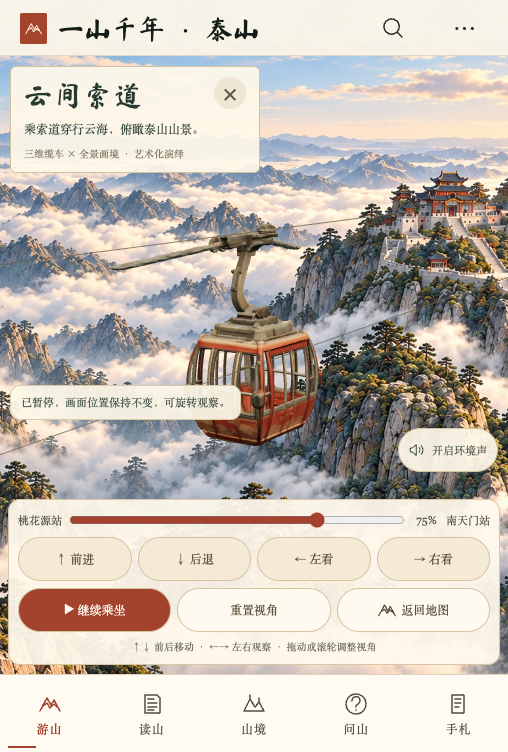 一山千年 · 泰山
云间索道
乘索道穿行云海，俯瞰泰山山景。
三维缆车 × 全景画境 · 艺术化演绎
已暂停，画面位置保持不变，可旋转观察。
开启环境声
桃花源站 75% 南天门站
↑ 前进 ↓ 后退 ← 左看 → 右看
▶ 继续乘坐 重置视角 返回地图
↑↓ 前后移动 · ←→ 左右观察 · 拖动或滚轮调整视角
游山 读山 山境 问山 手札